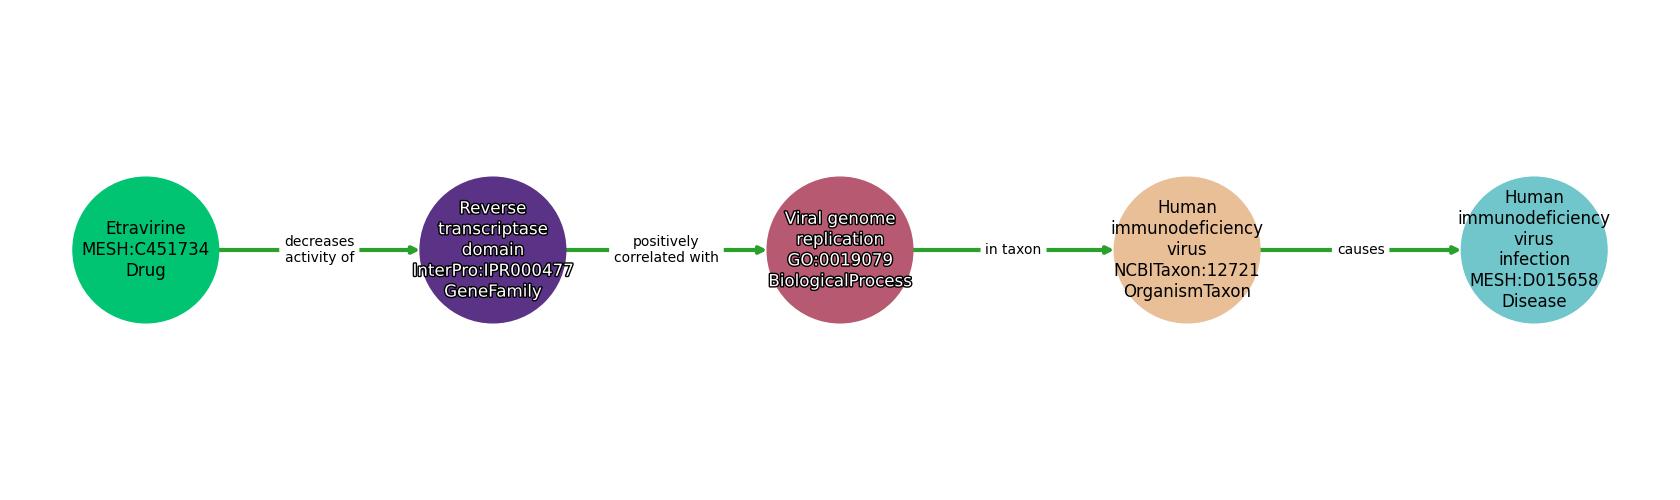 Etravirine
MESH:C451734
Drug
decreases
activity of
Reverse
transcriptase
domain
InterPro:IPR000477
GeneFamily
positively
correlated with
Viral genome
replication
GO:0019079
BiologicalProcess
in taxon
Human
immunodeficiency
virus
NCBITaxon:12721
OrganismTaxon
causes
Human
immunodeficiency
virus
infection
MESH:D015658
Disease